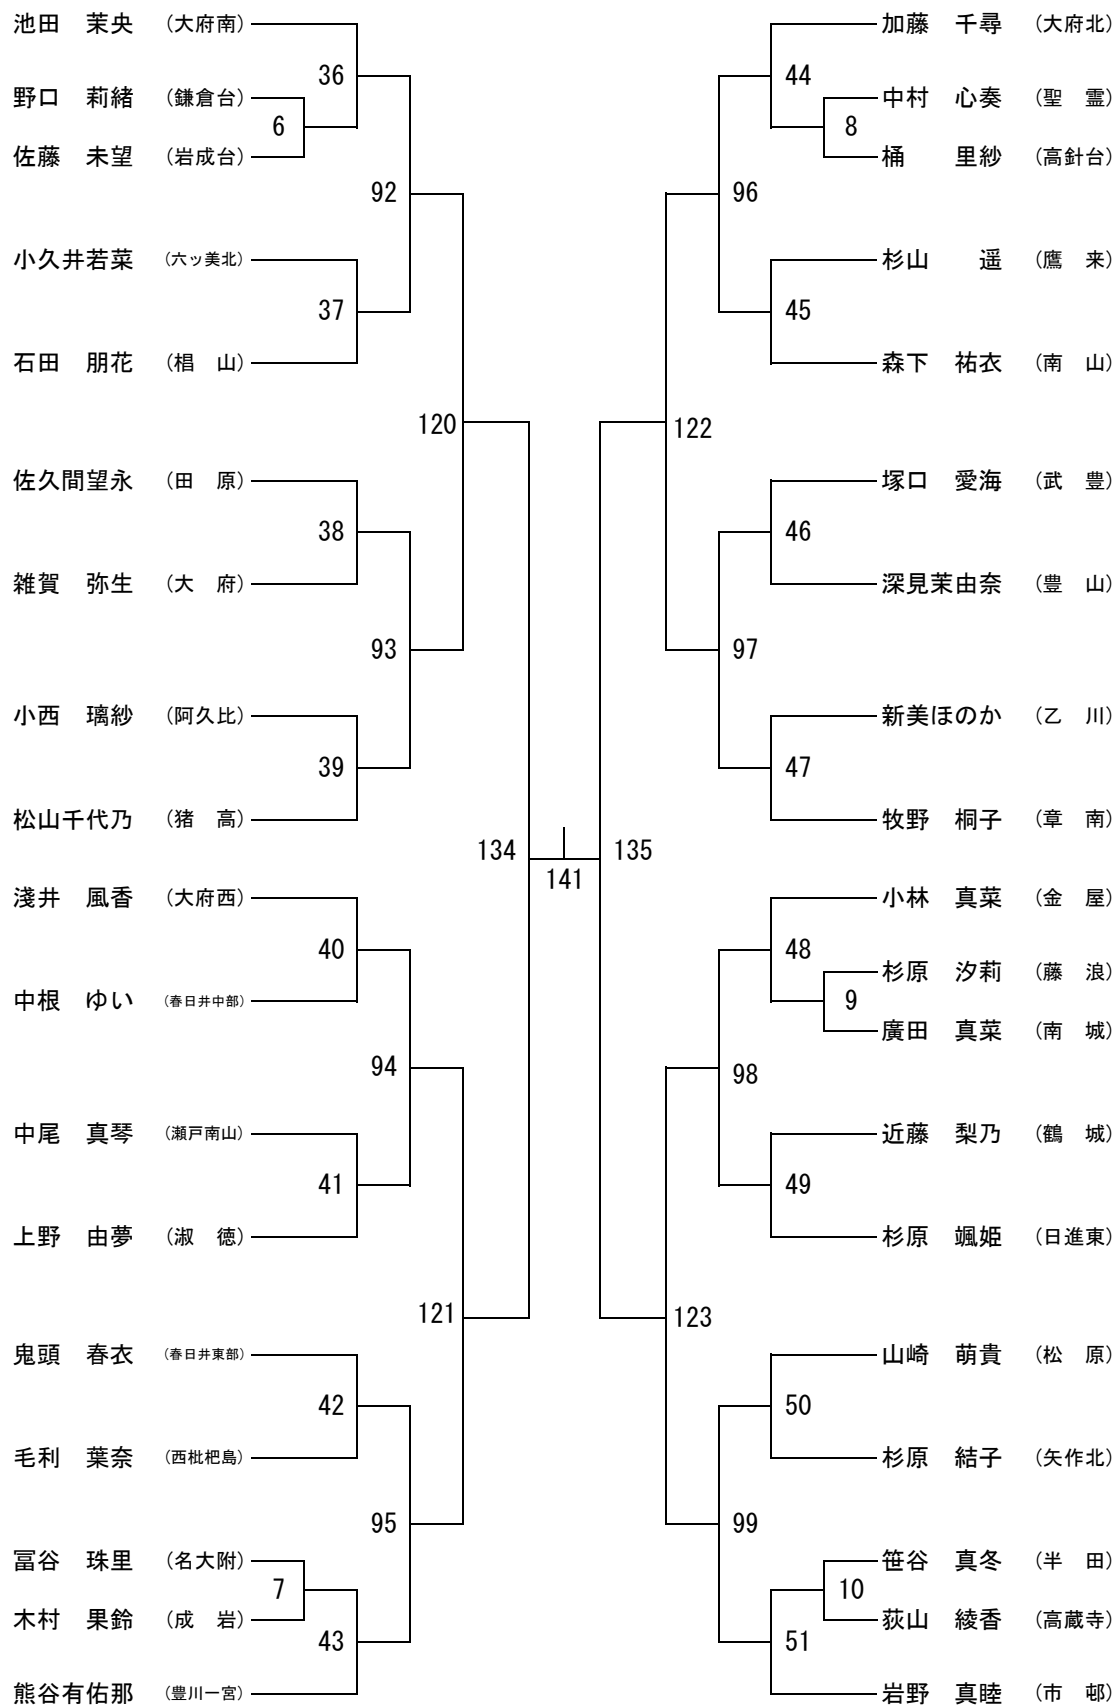 池田　茉央　（大府南）
36
野口　莉緒　（鎌倉台）
6
佐藤　未望　（岩成台）
92
小久井若菜　（六ッ美北）
37
石田　朋花　（椙　山）
120
佐久間望永　（田　原）
38
雑賀　弥生　（大　府）
93
小西　璃紗　（阿久比）
39
松山千代乃　（猪　高）
134
淺井　風香　（大府西）
40
中根　ゆい　（春日井中部）
94
中尾　真琴　（瀬戸南山）
41
上野　由夢　（淑　徳）
121
鬼頭　春衣　（春日井東部）
42
毛利　葉奈　（西枇杷島）
95
冨谷　珠里　（名大附）
7
木村　果鈴　（成　岩）
43
熊谷有佑那　（豊川一宮）
141
加藤　千尋　（大府北）
44
中村　心奏　（聖　霊）
8
桶　　里紗　（高針台）
96
杉山　　遥　（鷹　来）
45
森下　祐衣　（南　山）
122
塚口　愛海　（武　豊）
46
深見茉由奈　（豊　山）
97
新美ほのか　（乙　川）
47
牧野　桐子　（章　南）
135
小林　真菜　（金　屋）
48
杉原　汐莉　（藤　浪）
9
廣田　真菜　（南　城）
98
近藤　梨乃　（鶴　城）
49
杉原　颯姫　（日進東）
123
山崎　萌貴　（松　原）
50
杉原　結子　（矢作北）
99
笹谷　真冬　（半　田）
10
荻山　綾香　（高蔵寺）
51
岩野　真睦　（市　邨）